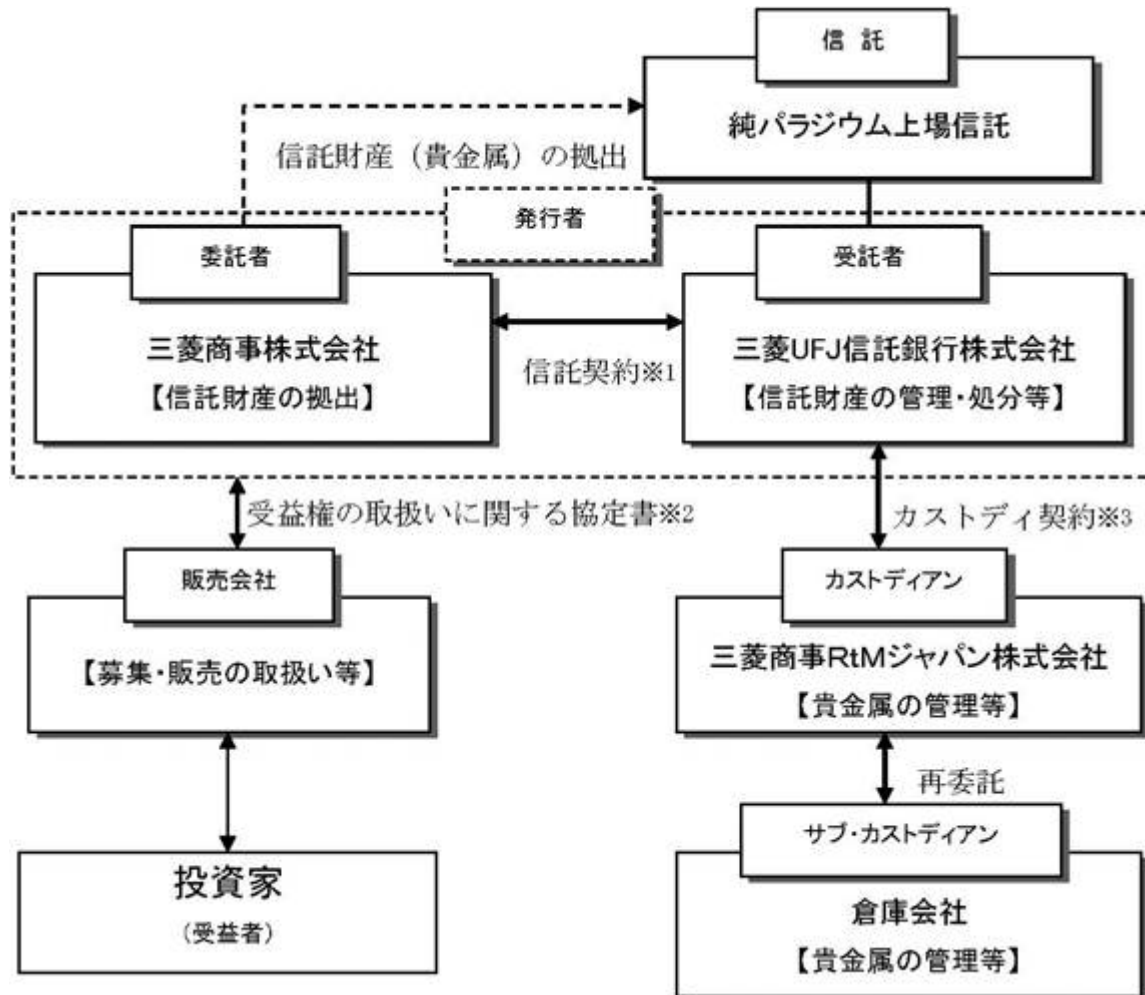 信 託
純パラジウム上場信託
信託財産（貴金属）の拠出
発行者
委託者
三菱商事株式会社
【信託財産の拠出】
信託契約※1
受託者
三菱UFJ信託銀行株式会社
【信託財産の管理・処分等】
受益権の取扱いに関する協定書※2
カストディ契約※3
販売会社
【募集・販売の取扱い等】
カストディアン
三菱商事RtMジャパン株式会社
【貴金属の管理等】
再委託
投資家
（受益者）
サブ・カストディアン
倉庫会社
【貴金属の管理等】